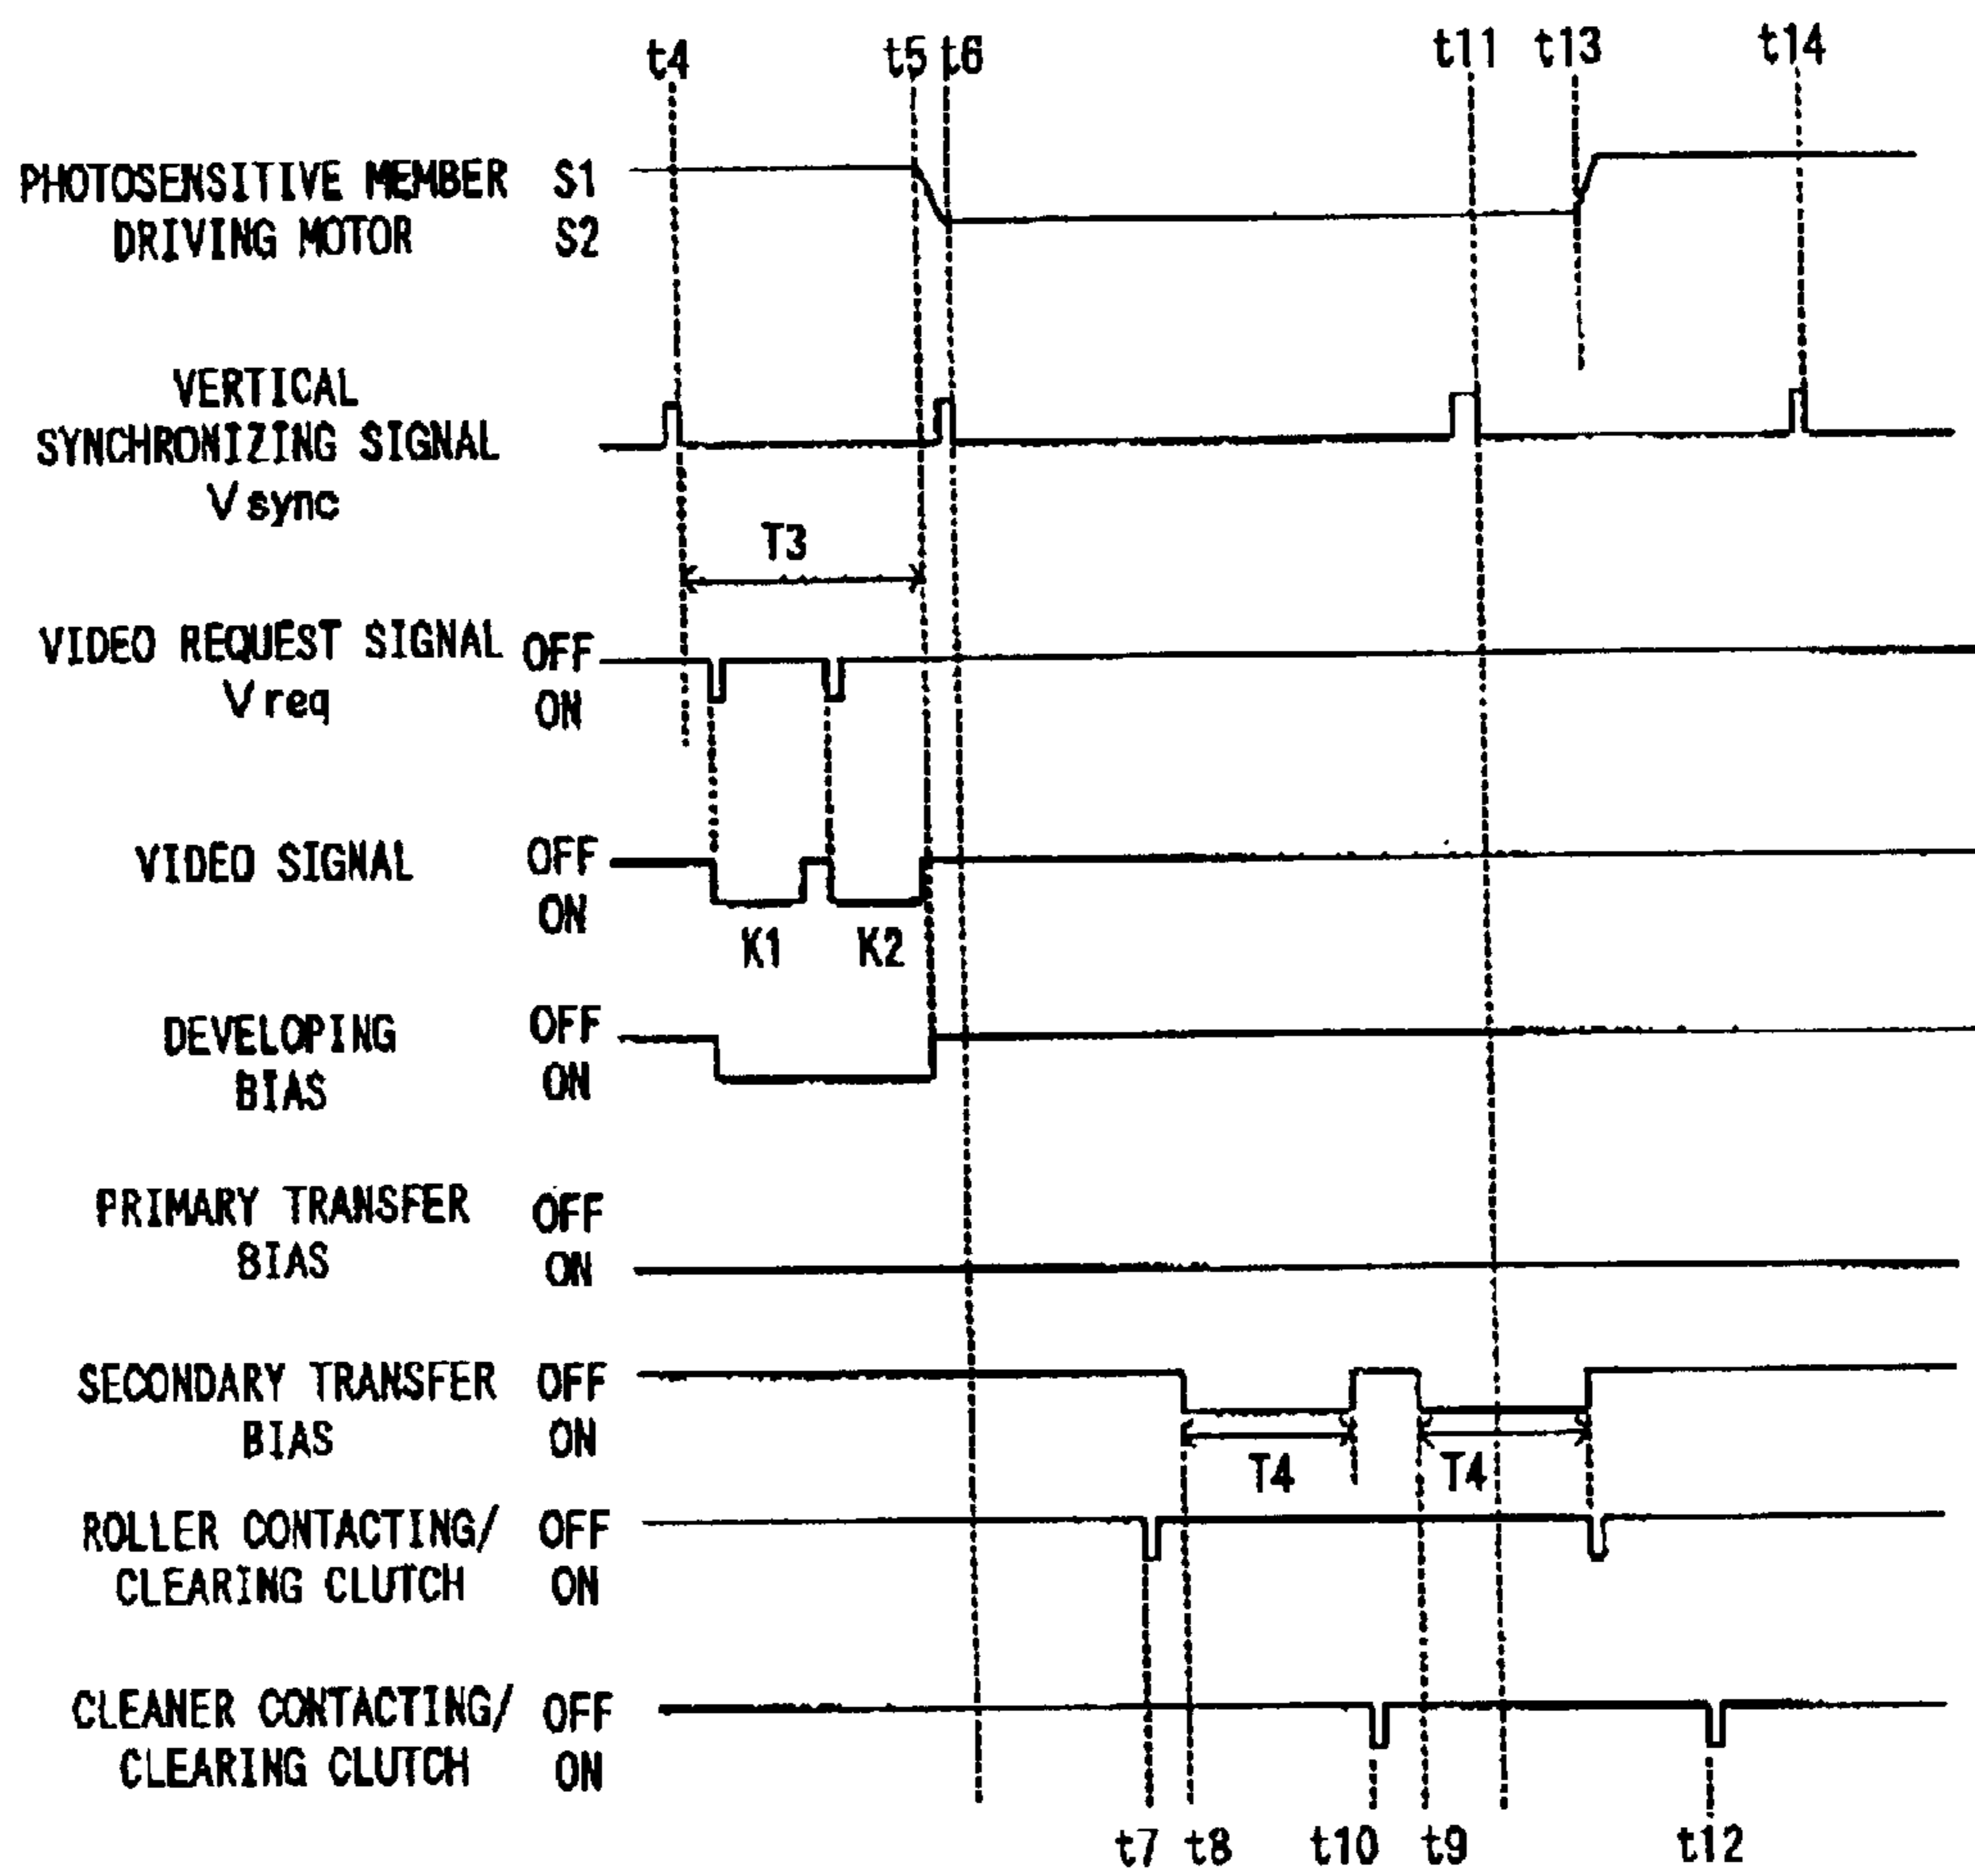 t4 t5 t6 t11 t13 t14
PHOTOSENSITIVE MEMBER S1
DRIVING MOTOR S2
VERTICAL
SYNCHRONIZING SIGNAL
Vsync
T3
VIDEO REQUEST SIGNAL OFF
Vreq ON
VIDEO SIGNAL OFF
ON
K1 K2
DEVELOPING OFF
BIAS ON
PRIMARY TRANSFER OFF
BIAS ON
SECONDARY TRANSFER OFF
BIAS ON
T4 T4
ROLLER CONTACTING/ OFF
CLEARING CLUTCH ON
CLEANER CONTACTING/ OFF
CLEARING CLUTCH ON
t7 t8 t10 t9 t12